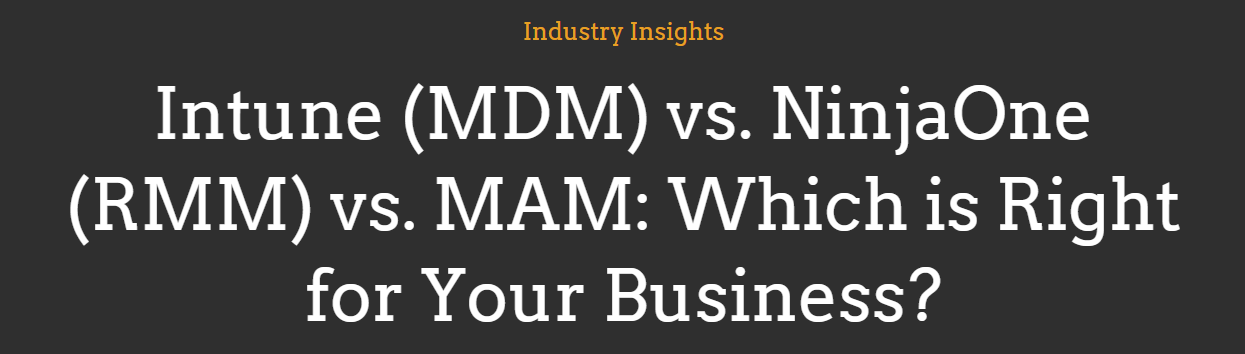 Industry Insights
Intune (MDM) vs. NinjaOne
(RMM) vs. MAM: Which is Right
for Your Business?